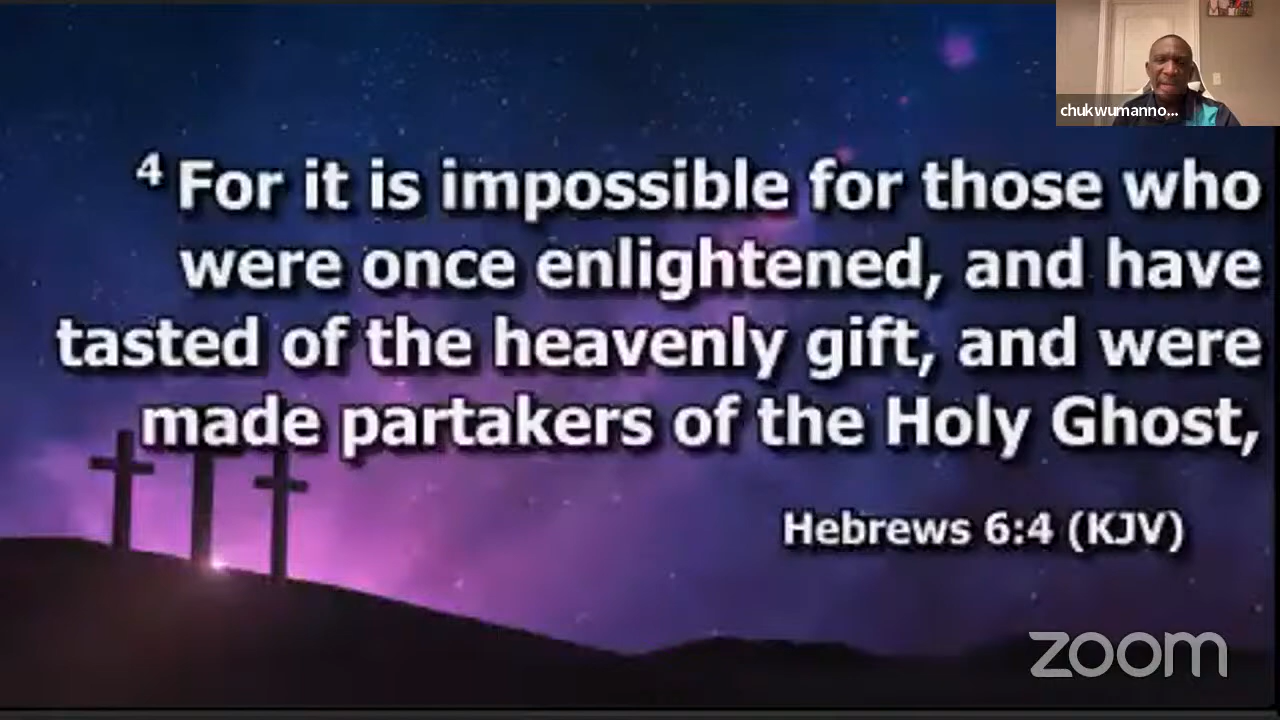 chukwumanno...
4 For it is impossible for those who
were once enlightened, and have
tasted of the heavenly gift, and were
made partakers of the Holy Ghost,
Hebrews 6:4 (KJV)
zoom